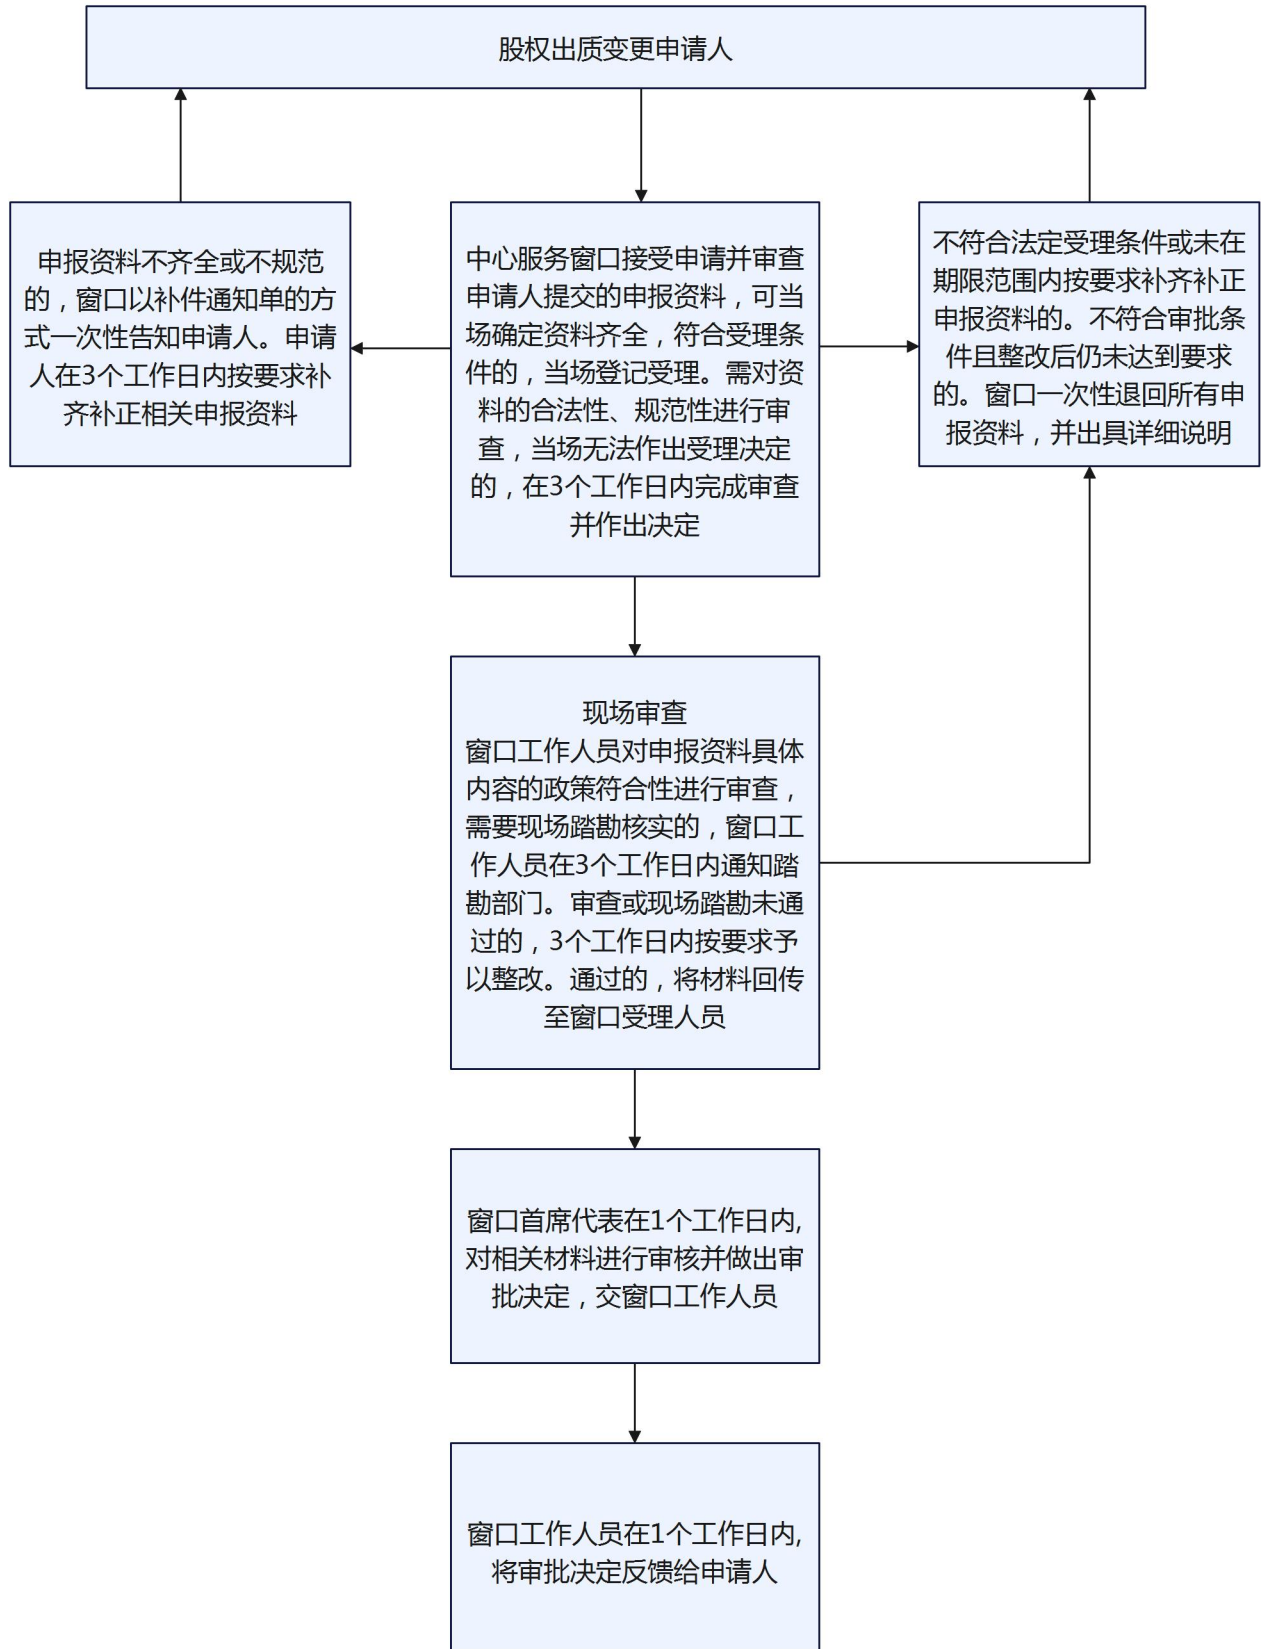 股权出质变更申请人
申报资料不齐全或不规范
的，窗口以补件通知单的方
式一次性告知申请人。申请
人在3个工作日内按要求补
齐补正相关申报资料
中心服务窗口接受申请并审查
申请人提交的申报资料，可当
场确定资料齐全，符合受理条
件的，当场登记受理。需对资
料的合法性、规范性进行审
查，当场无法作出受理决定
的，在3个工作日内完成审查
并作出决定
不符合法定受理条件或未在
期限范围内按要求补齐补正
申报资料的。不符合审批条
件且整改后仍未达到要求
的。窗口一次性退回所有申
报资料，并出具详细说明
现场审查
窗口工作人员对申报资料具体
内容的政策符合性进行审查，
需要现场踏勘核实的，窗口工
作人员在3个工作日内通知踏
勘部门。审查或现场踏勘未通
过的，3个工作日内按要求予
以整改。通过的，将材料回传
至窗口受理人员
窗口首席代表在1个工作日内,
对相关材料进行审核并做出审
批决定，交窗口工作人员
窗口工作人员在1个工作日内,
将审批决定反馈给申请人